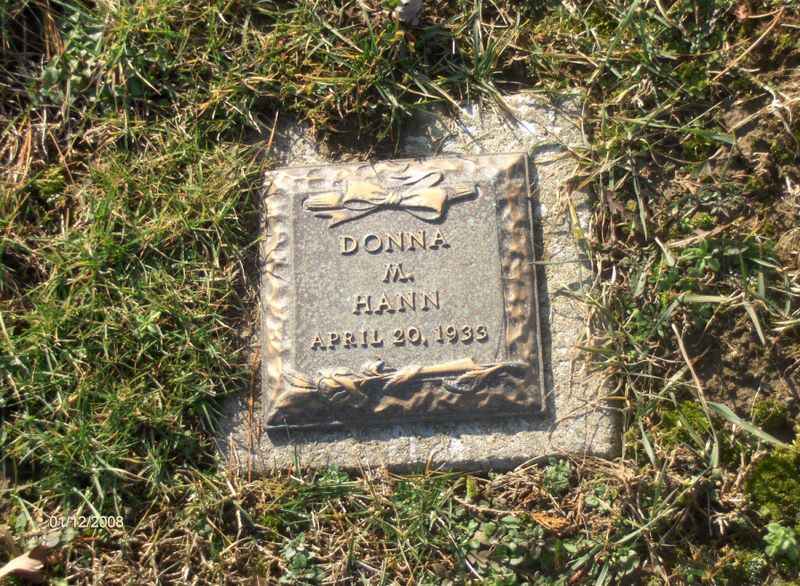 DONNA
M.
HANN
APRIL 20, 1933
01/12/2008